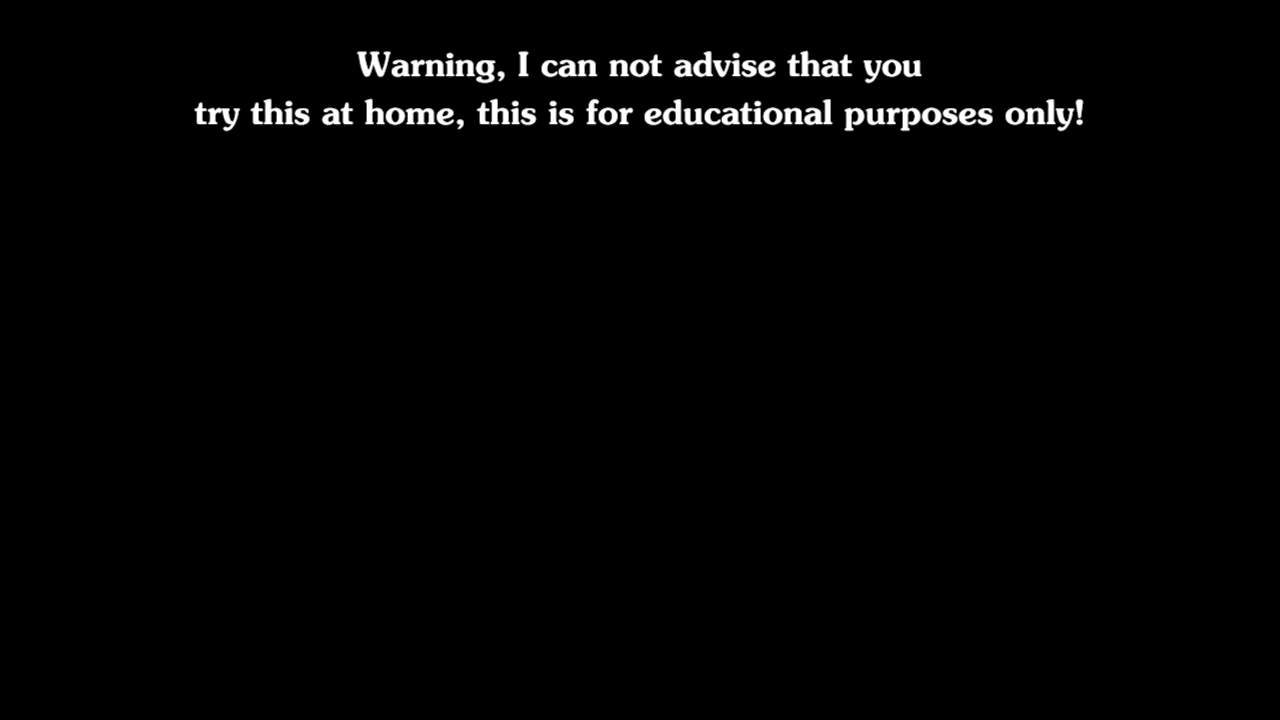 Warning, I can not advise that you
try this at home, this is for educational purposes only!